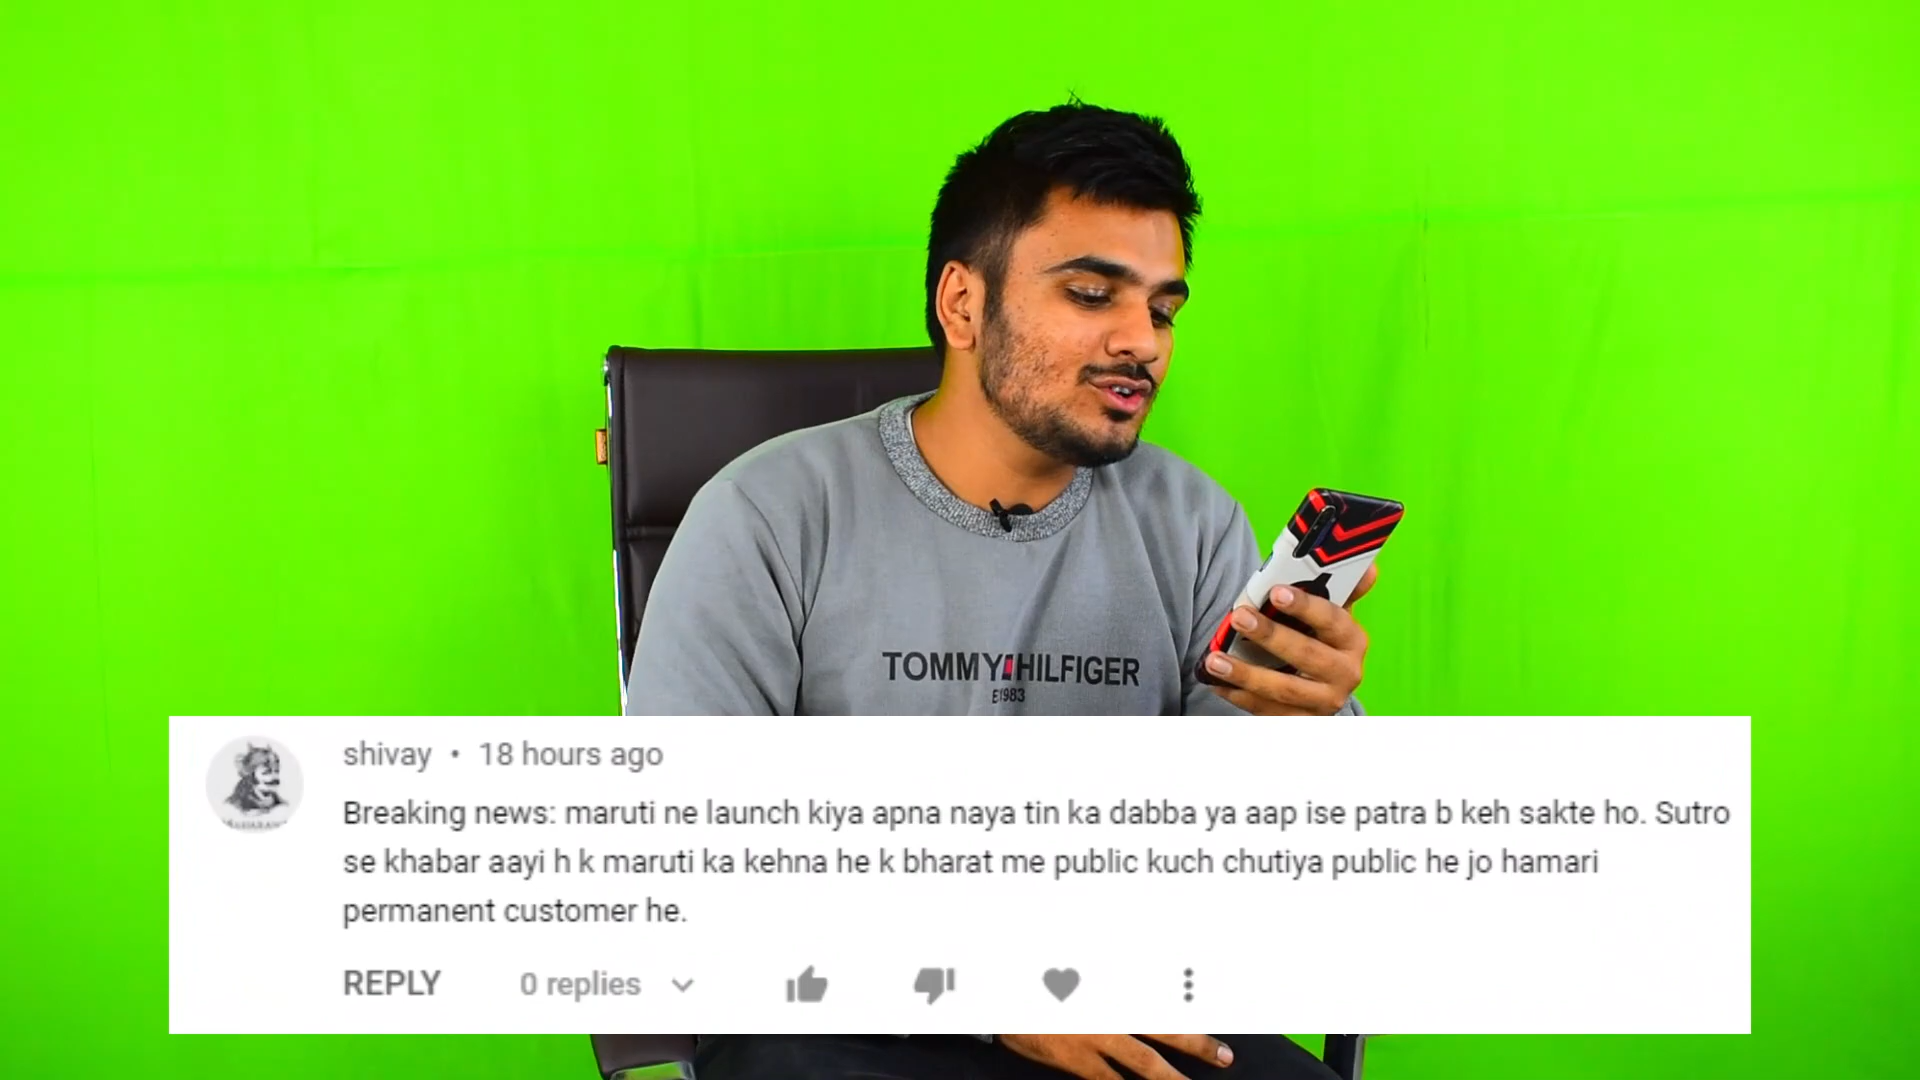 TOMMY HILFIGER
E1983
shivay • 18 hours ago
Breaking news: maruti ne launch kiya apna naya tin ka dabba ya aap ise patra b keh sakte ho. Sutro
se khabar aayi h k maruti ka kehna he k bharat me public kuch chutiya public he jo hamari
permanent customer he.
REPLY 0 replies